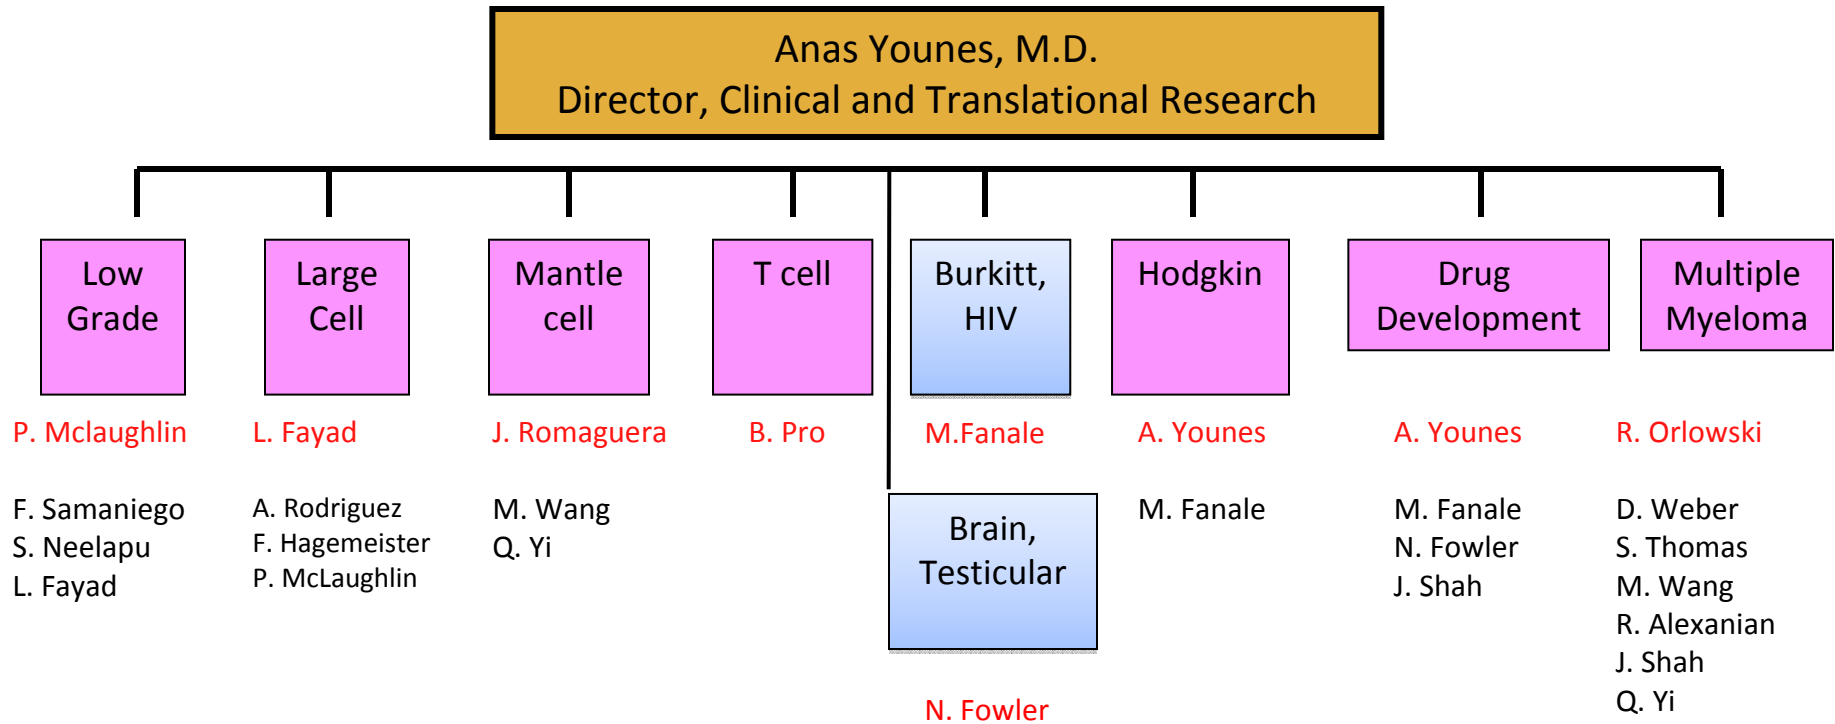 Anas Younes, M.D.
Director, Clinical and Translational Research
Low
Grade
P. Mclaughlin
F. Samaniego
S. Neelapu
L. Fayad
Large
Cell
L. Fayad
A. Rodriguez
F. Hagemeister
P. McLaughlin
Mantle
cell
J. Romaguera
M. Wang
Q. Yi
T cell
B. Pro
Burkitt,
HIV
M.Fanale
Brain,
Testicular
N. Fowler
Hodgkin
A. Younes
M. Fanale
Drug
Development
A. Younes
M. Fanale
N. Fowler
J. Shah
Multiple
Myeloma
R. Orlowski
D. Weber
S. Thomas
M. Wang
R. Alexanian
J. Shah
Q. Yi